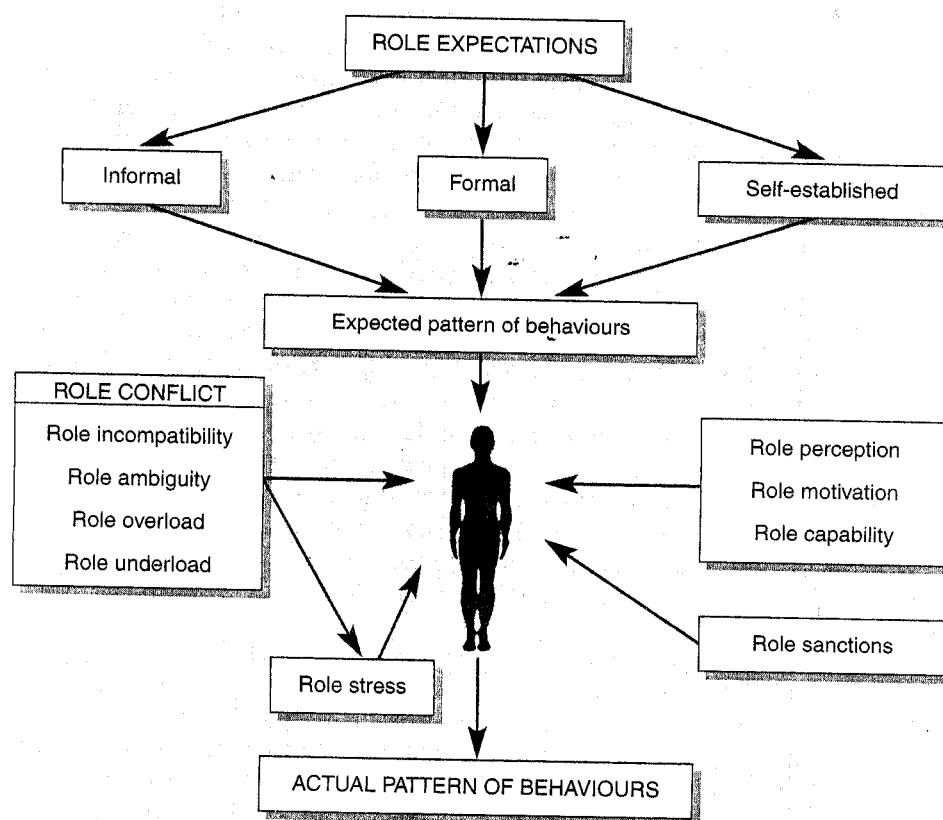 ROLE EXPECTATIONS
Informal
Formal
Self-established
Expected pattern of behaviours
ROLE CONFLICT
Role incompatibility
Role ambiguity
Role overload
Role underload
Role perception
Role motivation
Role capability
Role stress
Role sanctions
ACTUAL PATTERN OF BEHAVIOURS